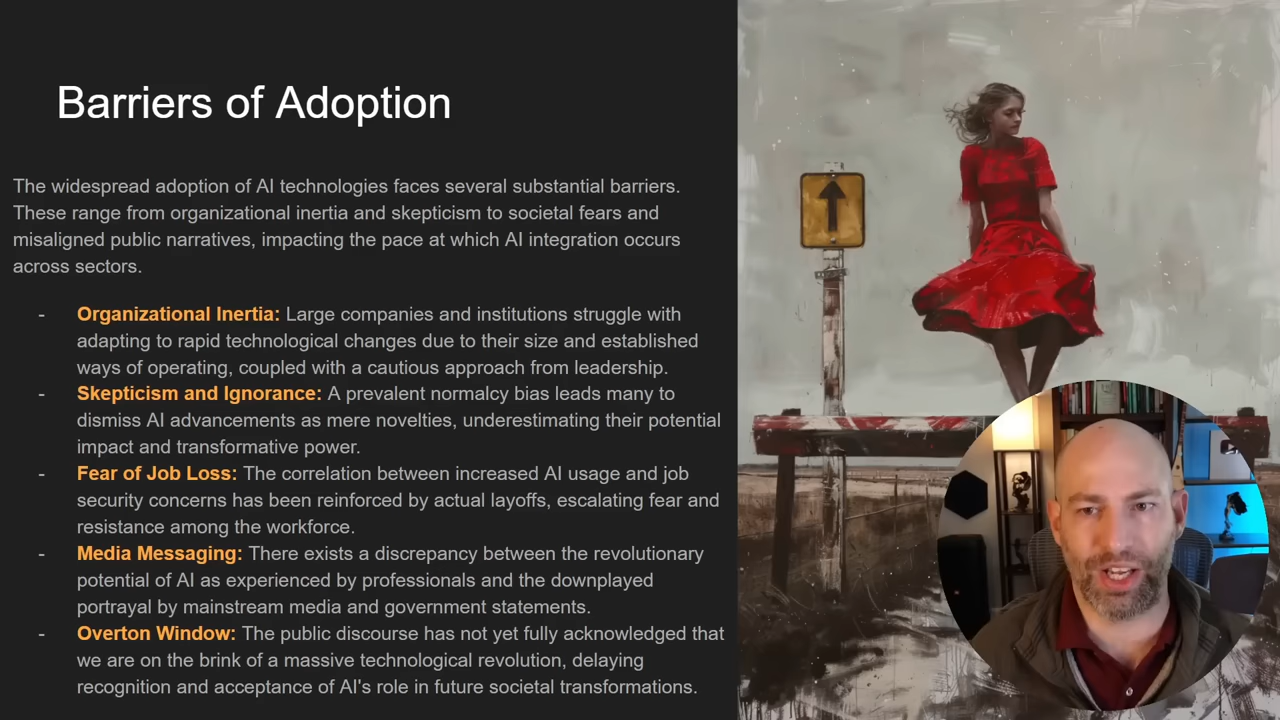 Barriers of Adoption
The widespread adoption of AI technologies faces several substantial barriers.
These range from organizational inertia and skepticism to societal fears and
misaligned public narratives, impacting the pace at which AI integration occurs
across sectors.
- Organizational Inertia: Large companies and institutions struggle with
adapting to rapid technological changes due to their size and established
ways of operating, coupled with a cautious approach from leadership.
- Skepticism and Ignorance: A prevalent normalcy bias leads many to
dismiss AI advancements as mere novelties, underestimating their potential
impact and transformative power.
- Fear of Job Loss: The correlation between increased AI usage and job
security concerns has been reinforced by actual layoffs, escalating fear and
resistance among the workforce.
- Media Messaging: There exists a discrepancy between the revolutionary
potential of AI as experienced by professionals and the downplayed
portrayal by mainstream media and government statements.
- Overton Window: The public discourse has not yet fully acknowledged that
we are on the brink of a massive technological revolution, delaying
recognition and acceptance of AI's role in future societal transformations.